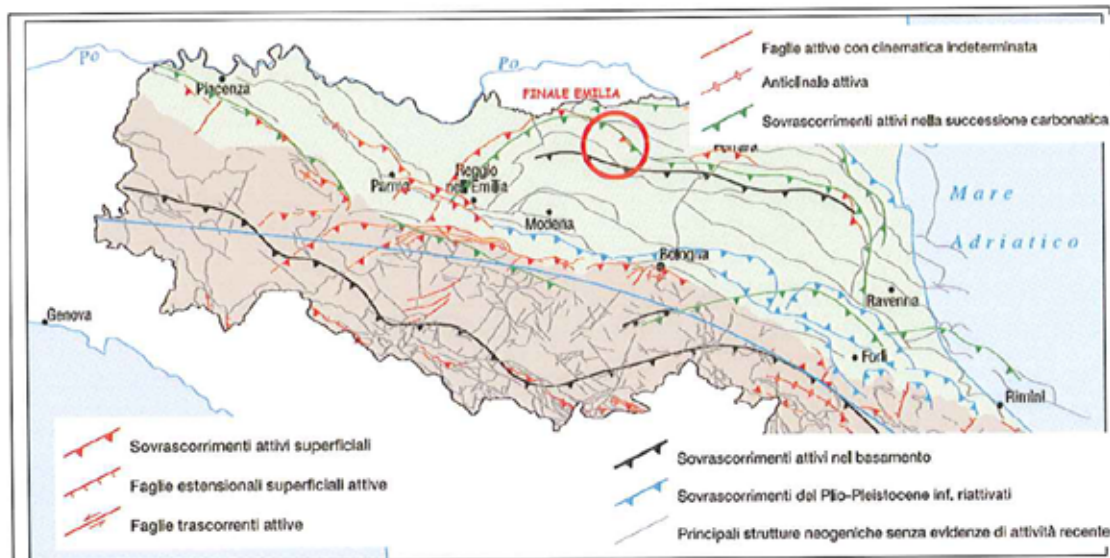 Po
Po
Faglie attive con cinematica indeterminata
Anticlinale attiva
Sovrascorrimenti attivi nella successione carbonatica
Piacenza
FINALE EMILIA
Ferrara
Parma
Reggio
nell'Emilia
Modena
Mare
Adriatico
Bologna
Ravenna
Genova
Forlì
Rimini
Sovrascorrimenti attivi superficiali
Faglie estensionali superficiali attive
Faglie trascorrenti attive
Sovrascorrimenti attivi nel basamento
Sovrascorrimenti del Plio-Pleistocene inf. riattivati
Principali strutture neogeniche senza evidenze di attività recente